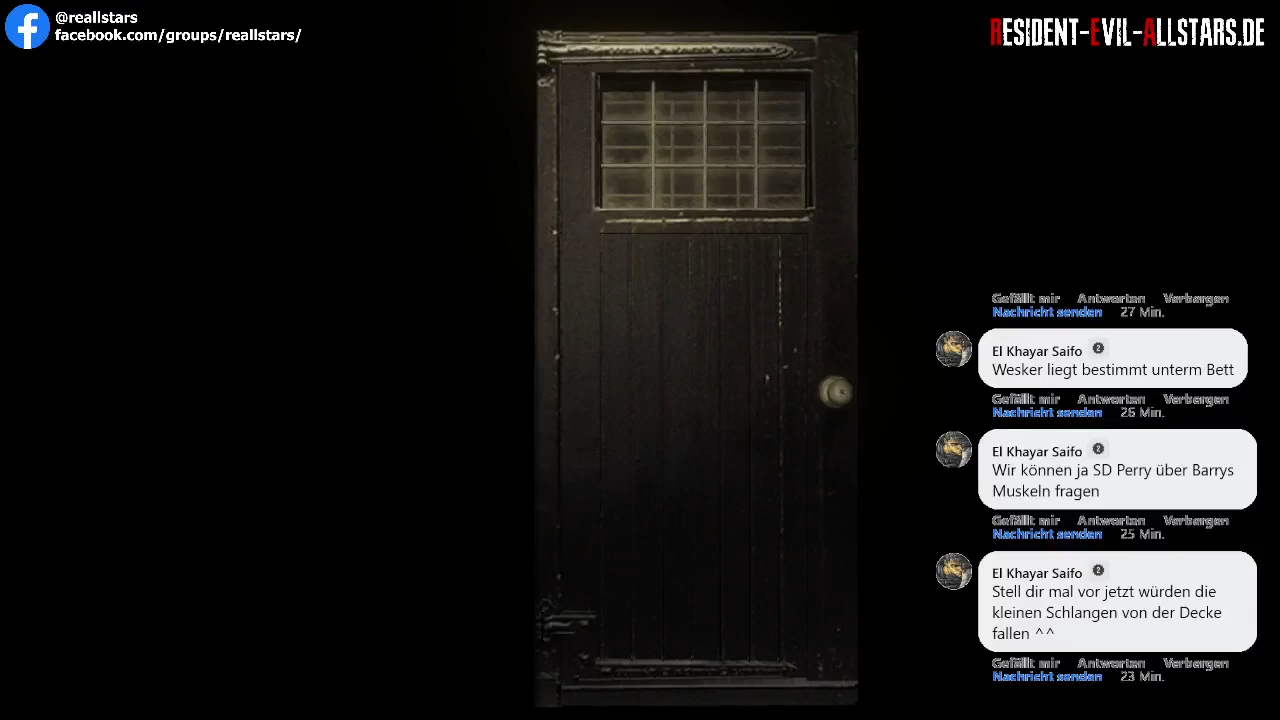 @reallstars
facebook.com/groups/reallstars/
RESIDENT-EVIL-ALLSTARS.DE
Gefällt mir Antworten Verbergen
Nachricht senden 27 Min.
El Khayar Saifo 2
Wesker liegt bestimmt unterm Bett
Gefällt mir Antworten Verbergen
Nachricht senden 26 Min.
El Khayar Saifo 2
Wir können ja SD Perry über Barrys
Muskeln fragen
Gefällt mir Antworten Verbergen
Nachricht senden 25 Min.
El Khayar Saifo 2
Stell dir mal vor jetzt würden die
kleinen Schlangen von der Decke
fallen ^^
Gefällt mir Antworten Verbergen
Nachricht senden 23 Min.